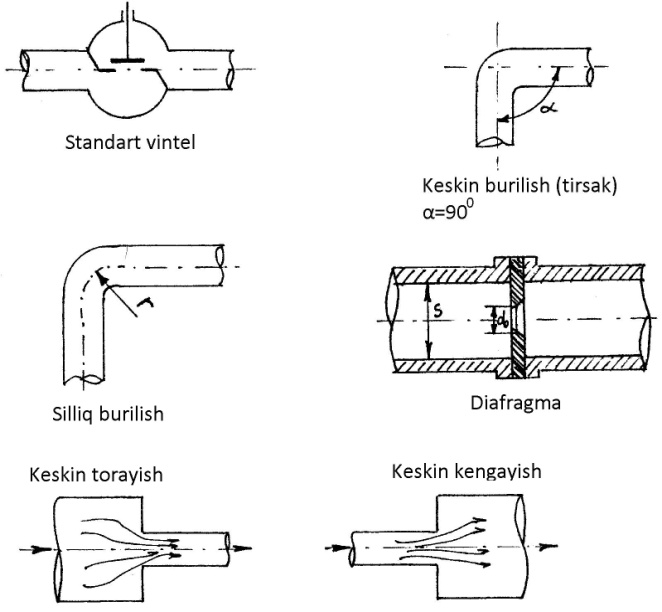 Standart vintel
α
Keskin burilish (tirsak)
α=90⁰
r
Silliq burilish
S
d₀
Diafragma
Keskin torayish
Keskin kengayish